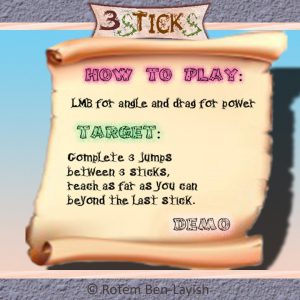 3STICKS
HOW TO PLAY:
LMB for angle and drag for power
TARGET:
Complete 3 jumps
between 3 sticks,
reach as far as you can
beyond the last stick.
DEMO
© Rotem Ben-Layish